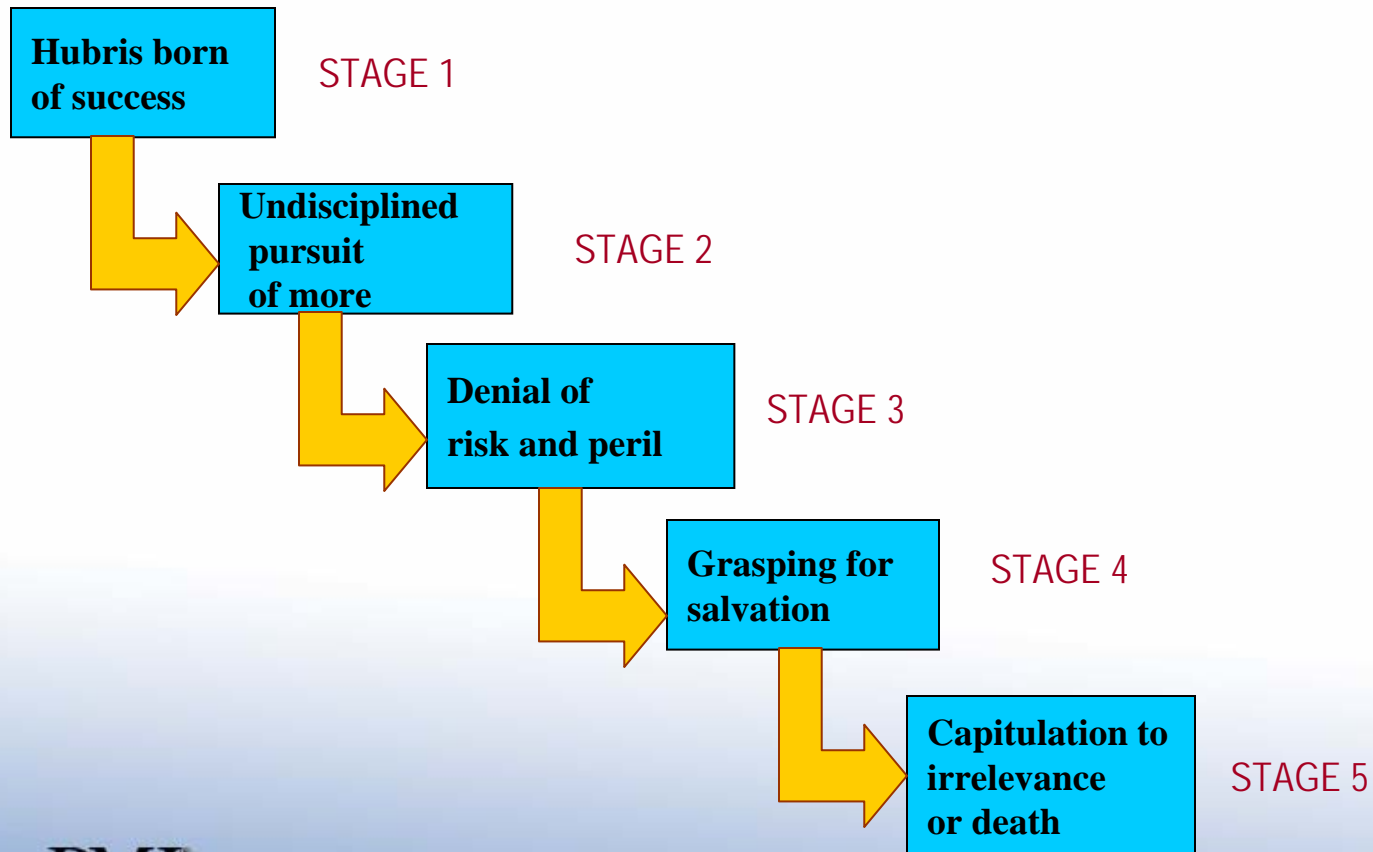 Hubris born
of success
STAGE 1
Undisciplined
pursuit
of more
STAGE 2
Denial of
risk and peril
STAGE 3
Grasping for
salvation
STAGE 4
Capitulation to
irrelevance
or death
STAGE 5